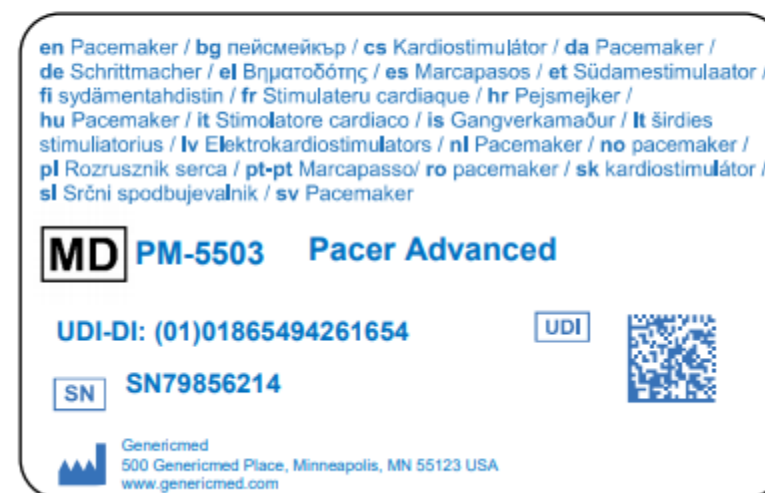 en Pacemaker / bg пейсмейкър / cs Kardiostimulátor / da Pacemaker /
de Schrittmacher / el Βηματοδότης / es Marcapasos / et Südamestimulaator /
fi sydämentahdistin / fr Stimulateru cardiaque / hr Pejsmejker /
hu Pacemaker / it Stimolatore cardiaco / is Gangverkamaður / lt širdies
stimuliatorius / lv Elektrokardiostimulators / nl Pacemaker / no pacemaker /
pl Rozrusznik serca / pt-pt Marcapasso/ ro pacemaker / sk kardiostimulátor /
sl Srčni spodbujevalnik / sv Pacemaker
MD PM-5503 Pacer Advanced
UDI-DI: (01)01865494261654 UDI
SN SN79856214
Genericmed
500 Genericmed Place, Minneapolis, MN 55123 USA
www.genericmed.com